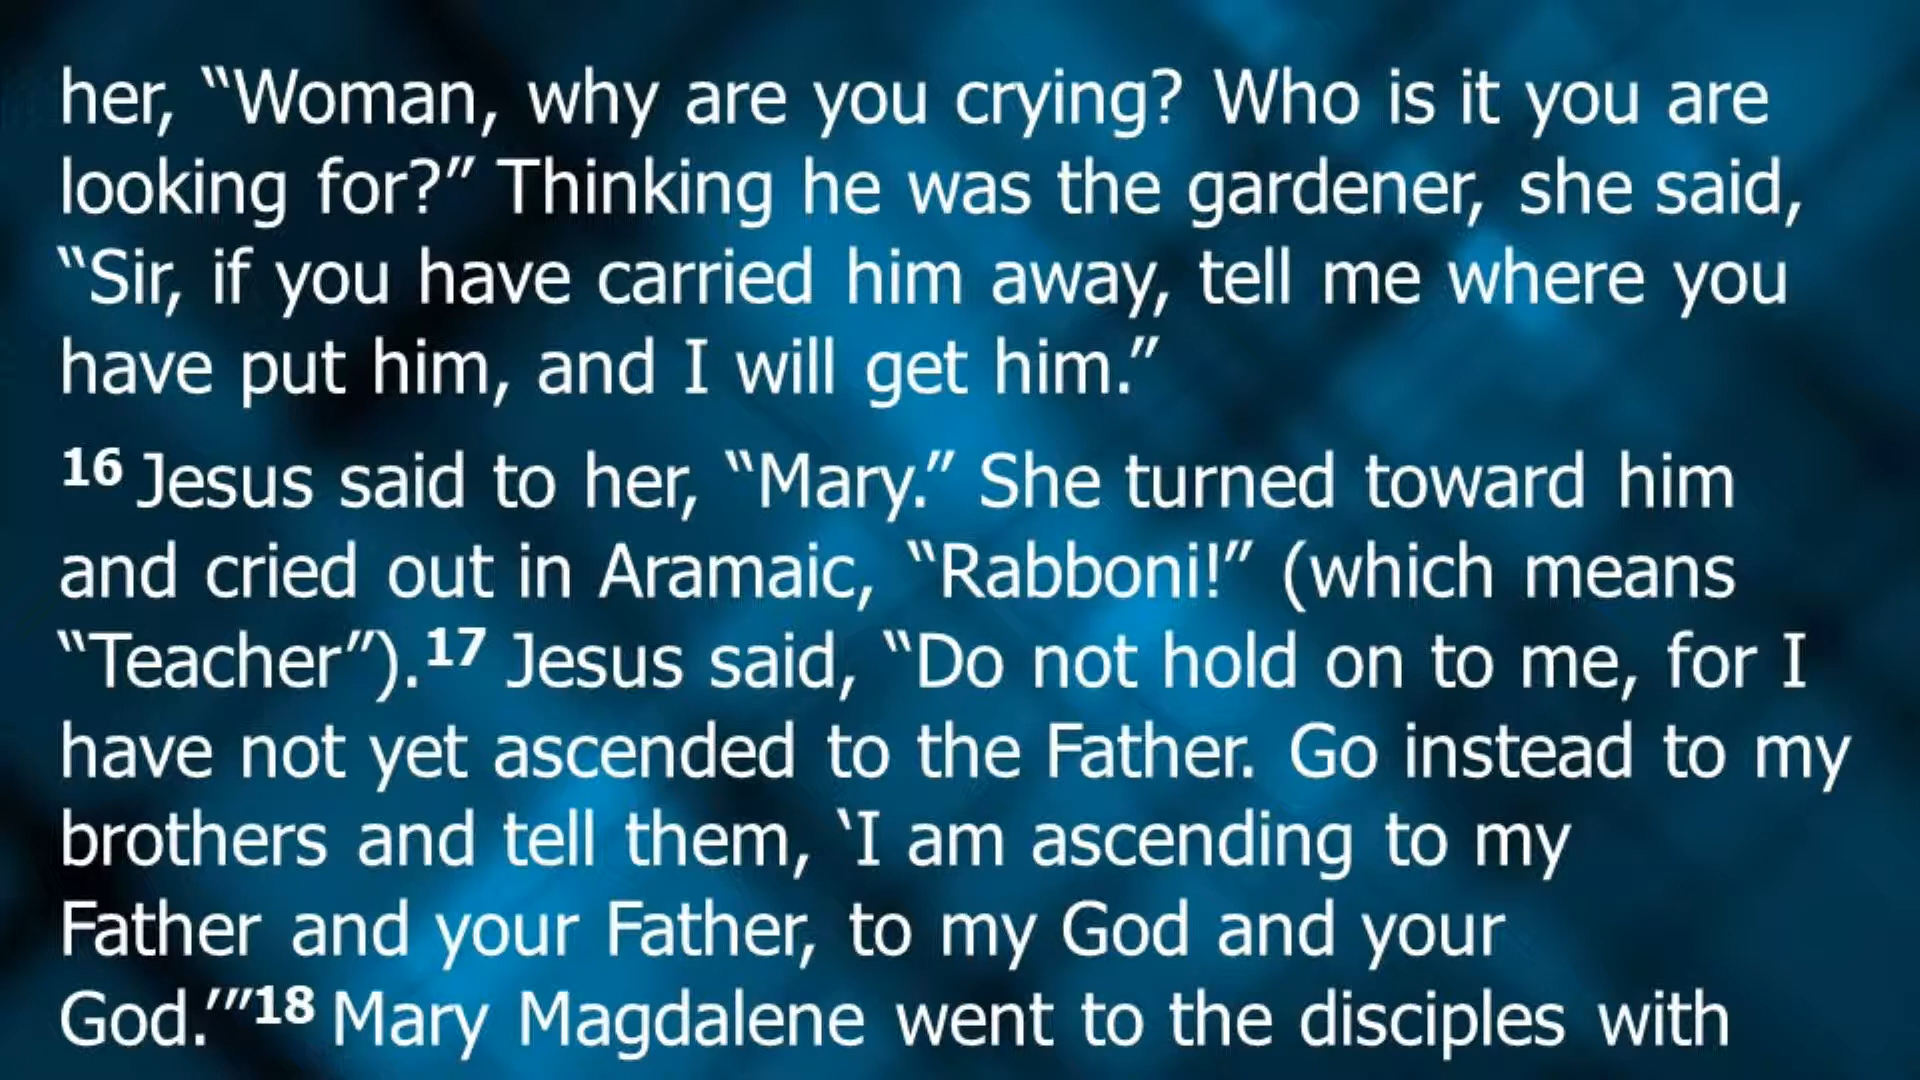 her, “Woman, why are you crying? Who is it you are
looking for?” Thinking he was the gardener, she said,
“Sir, if you have carried him away, tell me where you
have put him, and I will get him.”
16 Jesus said to her, “Mary.” She turned toward him
and cried out in Aramaic, “Rabboni!” (which means
“Teacher”).17 Jesus said, “Do not hold on to me, for I
have not yet ascended to the Father. Go instead to my
brothers and tell them, ‘I am ascending to my
Father and your Father, to my God and your
God.’”18 Mary Magdalene went to the disciples with